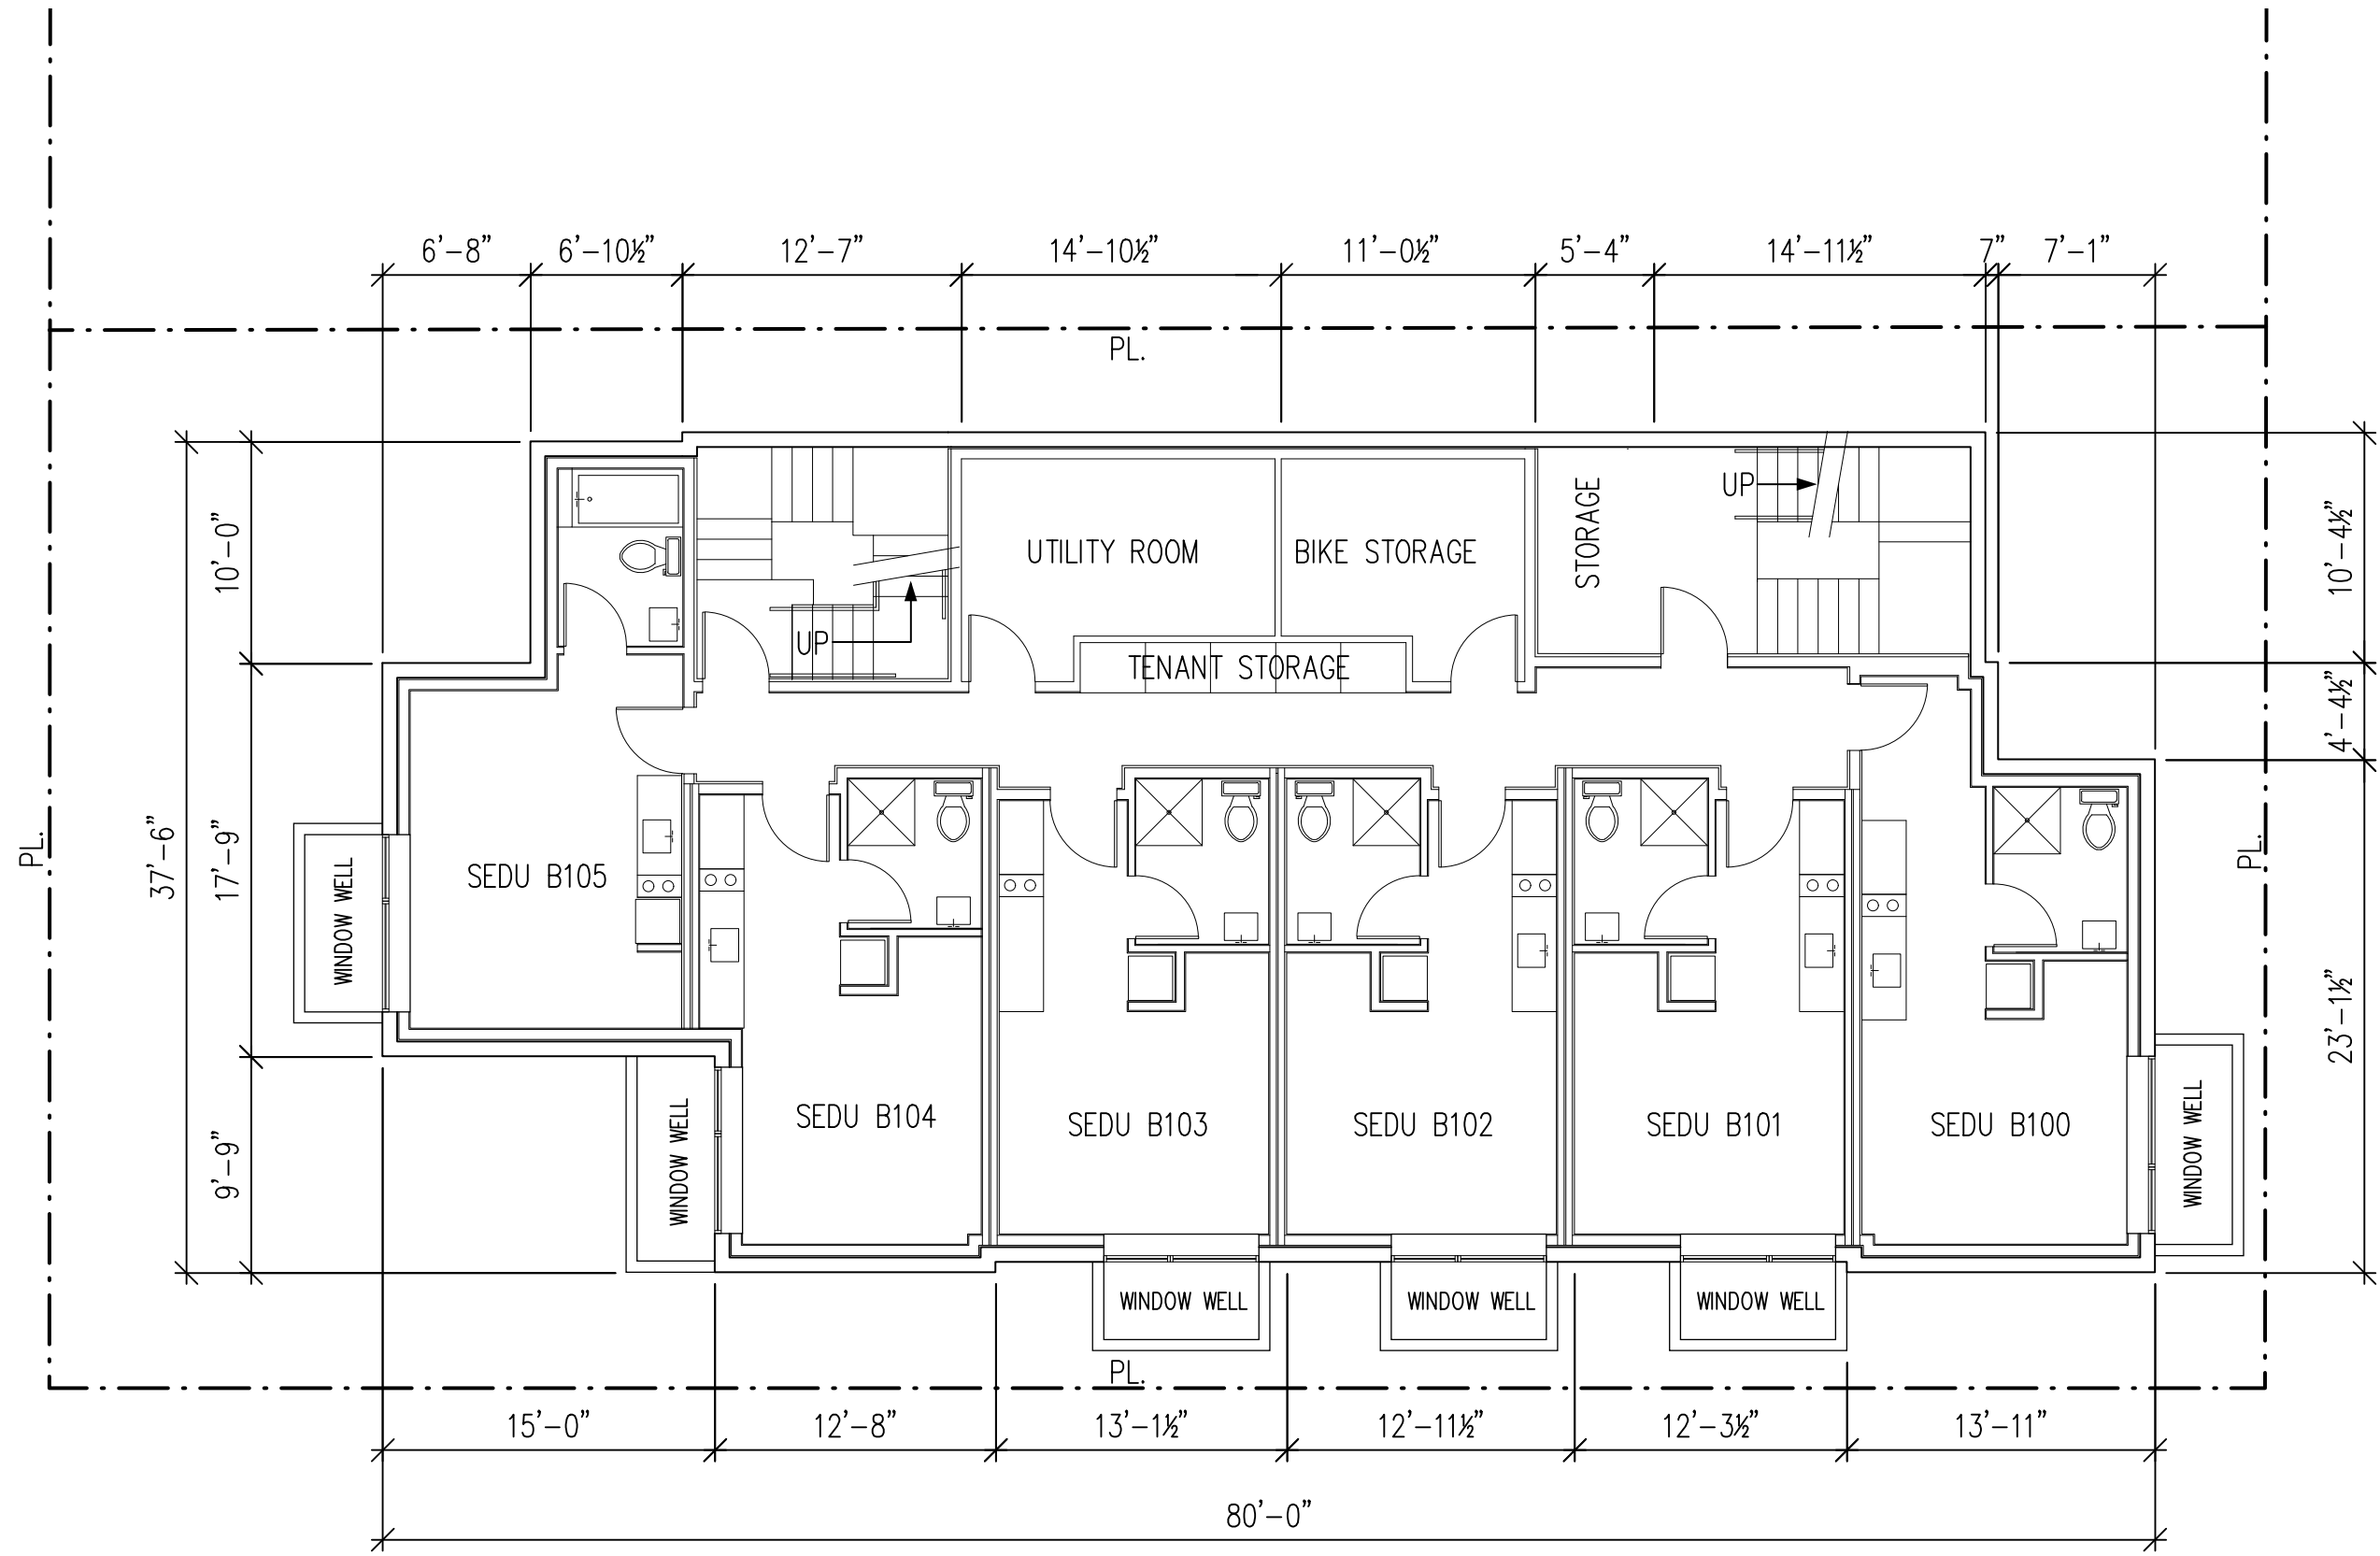 6'-8" 6'-10½" 12'-7" 14'-10½" 11'-0½" 5'-4" 14'-11½" 7" 7'-1"
PL.
UP
STORAGE
10'-0"
10'-4½"
UTILITY ROOM
BIKE STORAGE
UP
TENANT STORAGE
4'-4½"
PL.
37'-6"
17'-9"
WINDOW WELL
SEDU B105
PL.
23'-1½"
9'-9"
WINDOW WELL
SEDU B104
SEDU B103
SEDU B102
SEDU B101
SEDU B100
WINDOW WELL
WINDOW WELL
WINDOW WELL
WINDOW WELL
PL.
15'-0" 12'-8" 13'-1½" 12'-11½" 12'-3½" 13'-11"
80'-0"